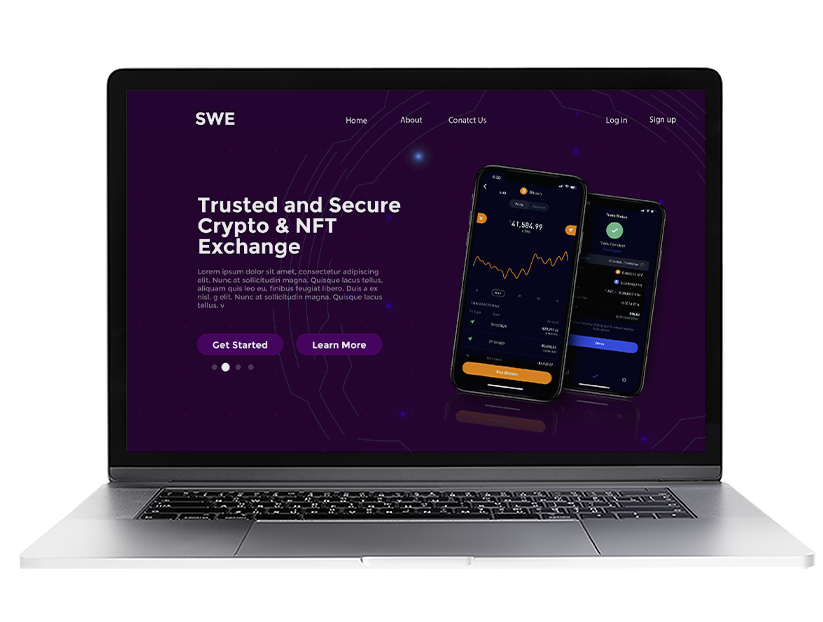 SWE
Home
About
Conatct Us
Log in
Sign up
Trusted and Secure
Crypto & NFT
Exchange
Lorem ipsum dolor sit amet, consectetur adipiscing
elit. Nunc at sollicitudin magna. Quisque lacus tellus,
aliquam quis leo eu, finibus feugiat libero. Duis a ex
nisl. g elit. Nunc at sollicitudin magna. Quisque lacus
tellus, v
Get Started
Learn More
Bitcoin
41,584.99